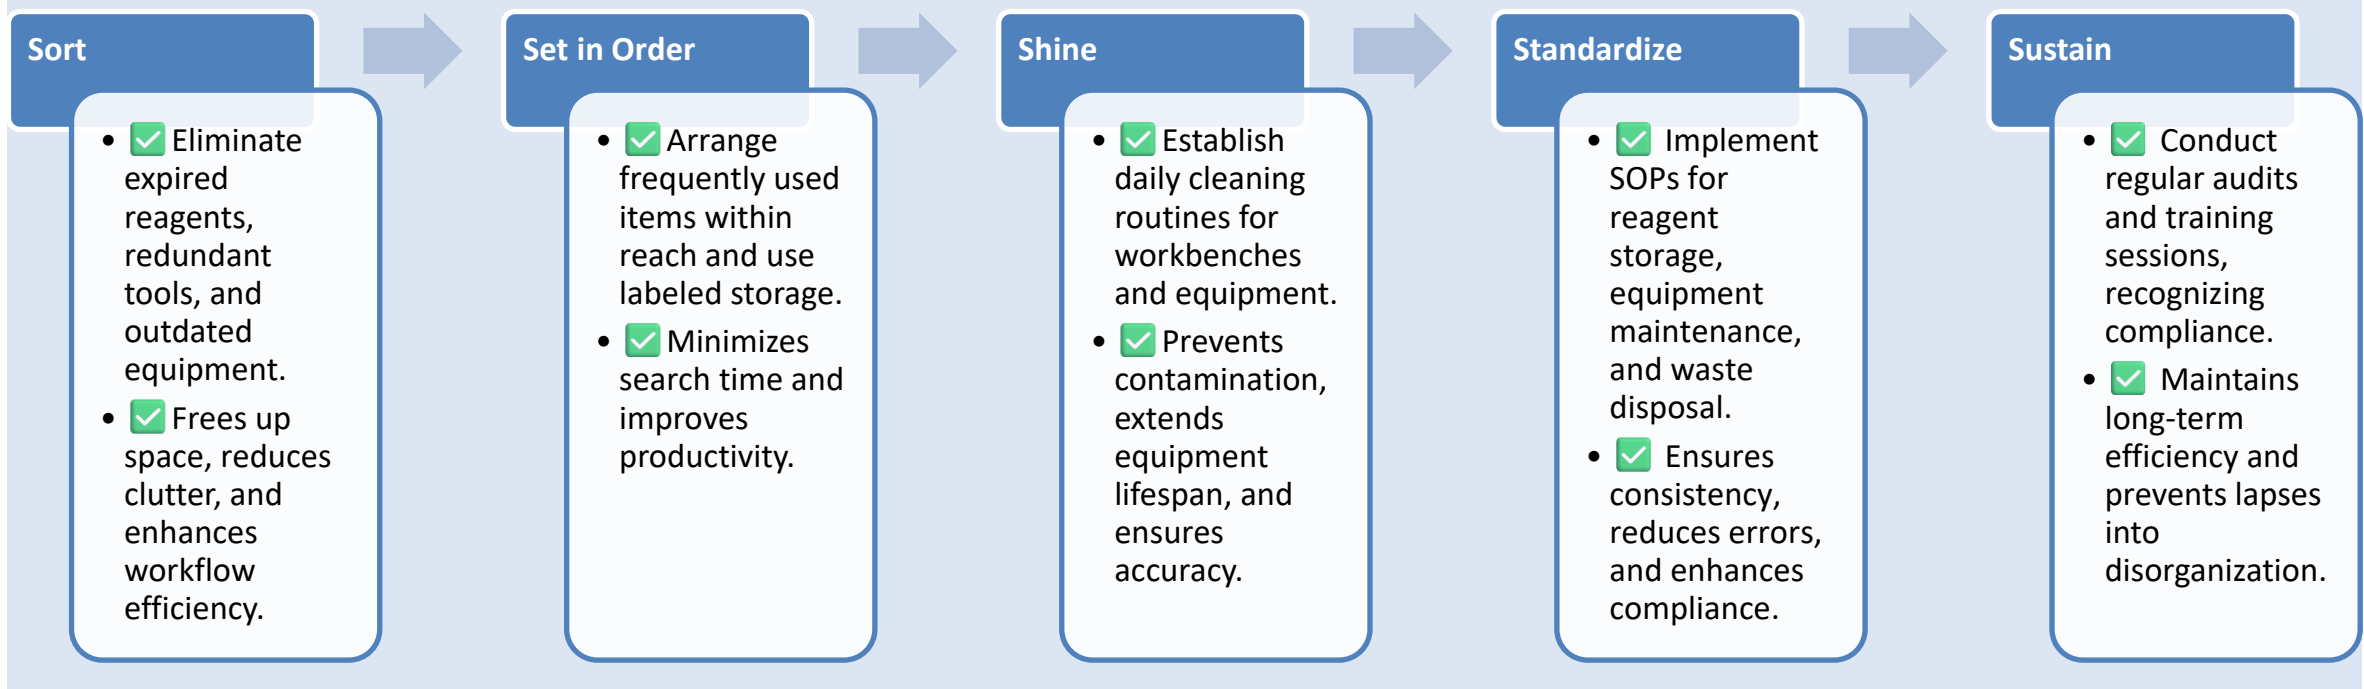 Sort
• ✅ Eliminate
expired
reagents,
redundant
tools, and
outdated
equipment.
• ✅ Frees up
space, reduces
clutter, and
enhances
workflow
efficiency.
Set in Order
• ✅ Arrange
frequently used
items within
reach and use
labeled storage.
• ✅ Minimizes
search time and
improves
productivity.
Shine
• ✅ Establish
daily cleaning
routines for
workbenches
and equipment.
• ✅ Prevents
contamination,
extends
equipment
lifespan, and
ensures
accuracy.
Standardize
• ✅ Implement
SOPs for
reagent
storage,
equipment
maintenance,
and waste
disposal.
• ✅ Ensures
consistency,
reduces errors,
and enhances
compliance.
Sustain
• ✅ Conduct
regular audits
and training
sessions,
recognizing
compliance.
• ✅ Maintains
long-term
efficiency and
prevents lapses
into
disorganization.